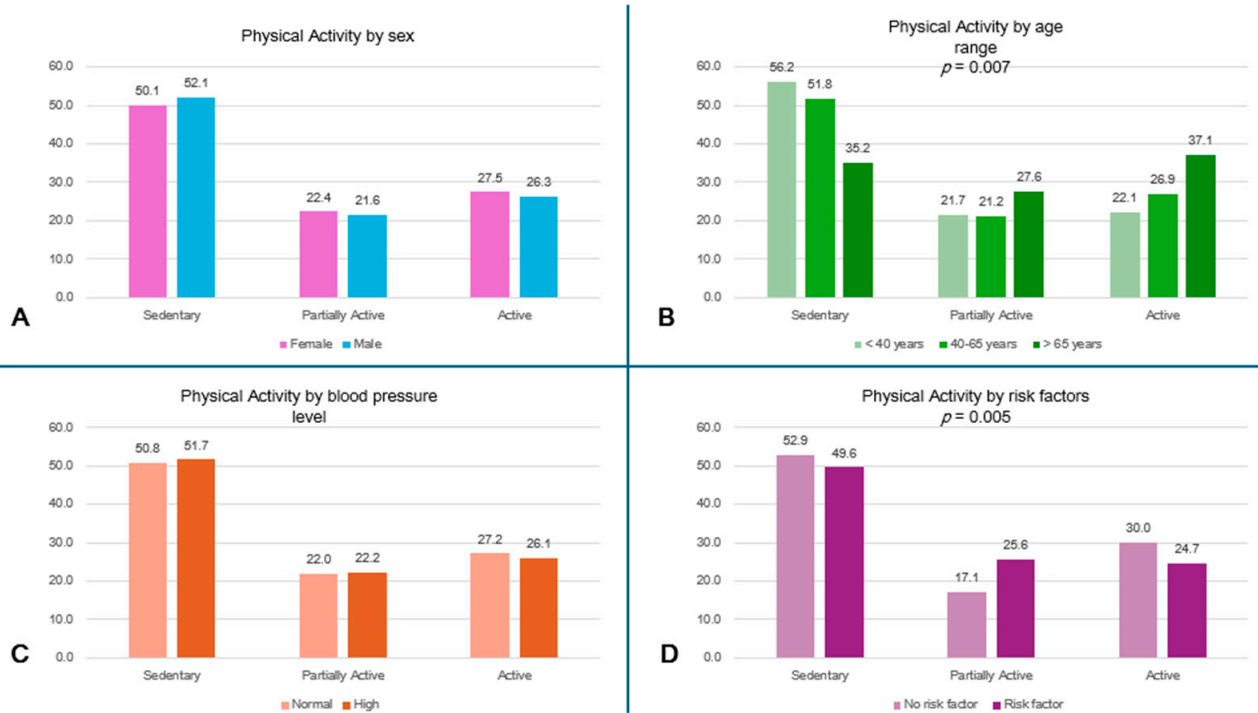 Physical Activity by sex
60.0
50.0
40.0
30.0
20.0
10.0
0.0
50.1
52.1
22.4
21.6
27.5
26.3
Sedentary
Partially Active
Active
Female
Male
A
Physical Activity by age
range
p = 0.007
60.0
50.0
40.0
30.0
20.0
10.0
0.0
56.2
51.8
35.2
21.7
21.2
27.6
22.1
26.9
37.1
Sedentary
Partially Active
Active
< 40 years
40-65 years
> 65 years
B
Physical Activity by blood pressure
level
60.0
50.0
40.0
30.0
20.0
10.0
0.0
50.8
51.7
22.0
22.2
27.2
26.1
Sedentary
Partially Active
Active
Normal
High
C
Physical Activity by risk factors
p = 0.005
60.0
50.0
40.0
30.0
20.0
10.0
0.0
52.9
49.6
17.1
25.6
30.0
24.7
Sedentary
Partially Active
Active
No risk factor
Risk factor
D